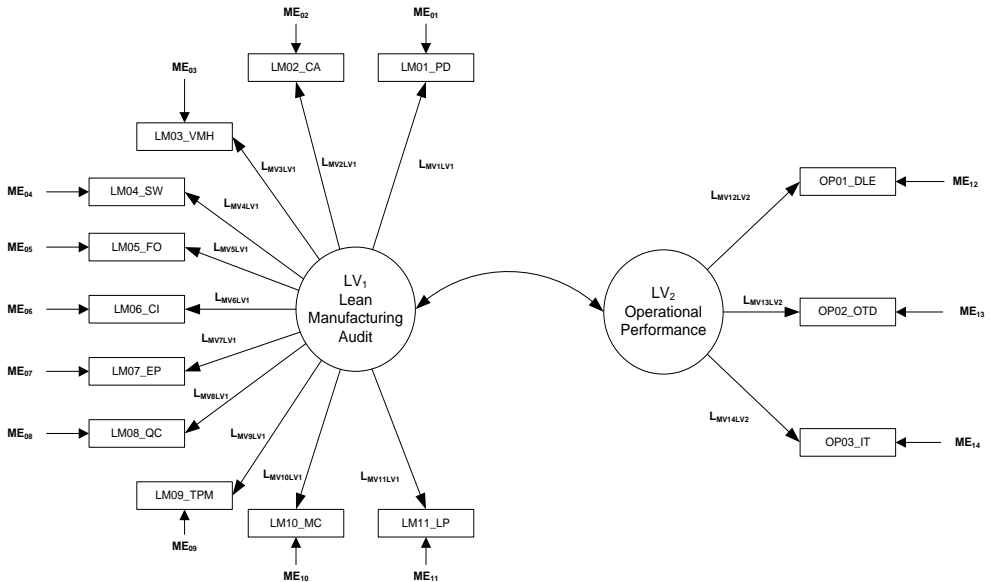 ME02
ME01
LM02_CA
LM01_PD
ME03
LM03_VMH
LMV3LV1
LMV2LV1
LMV1LV1
ME04
LM04_SW
LMV4LV1
ME05
LM05_FO
LMV5LV1
ME06
LM06_CI
LMV6LV1
ME07
LM07_EP
LMV7LV1
ME08
LM08_QC
LMV8LV1
LM09_TPM
LMV9LV1
ME09
LMV10LV1
LM10_MC
ME10
LMV11LV1
LM11_LP
ME11
LV1
Lean
Manufacturing
Audit
LV2
Operational
Performance
LMV12LV2
OP01_DLE
ME12
LMV13LV2
OP02_OTD
ME13
LMV14LV2
OP03_IT
ME14